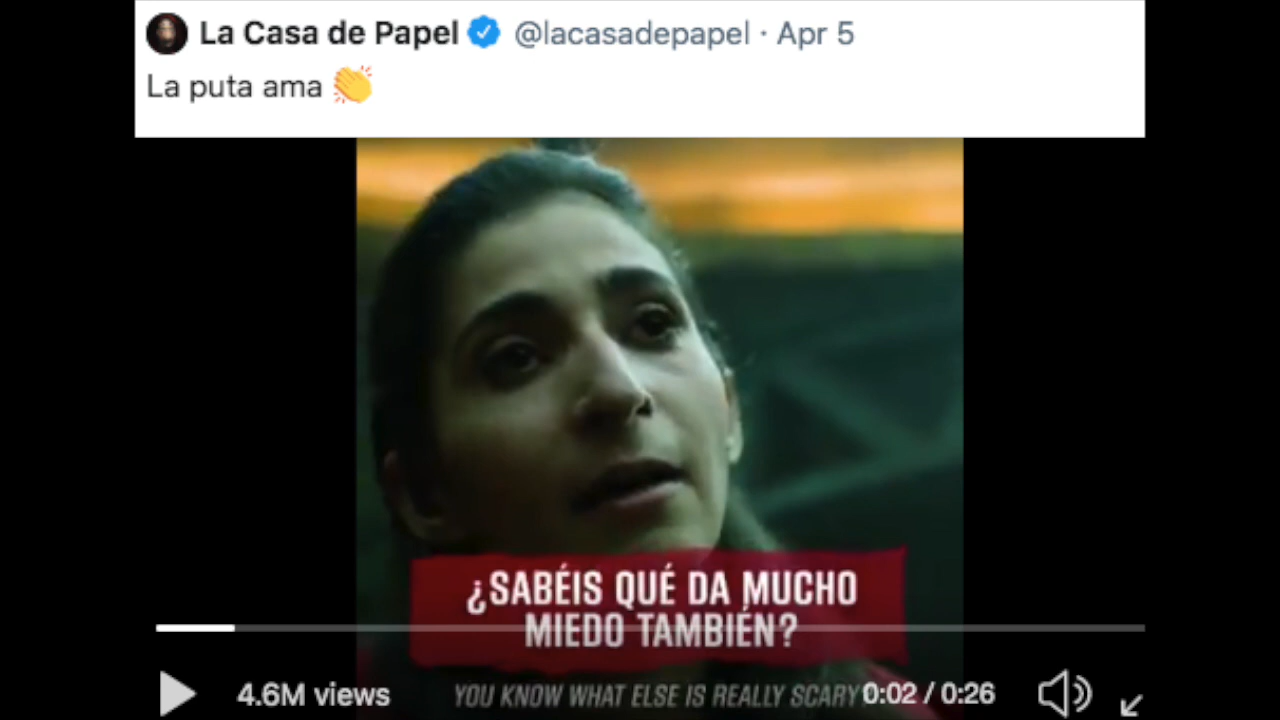 La Casa de Papel @lacasadepapel · Apr 5
La puta ama 👏
¿SABÉIS QUÉ DA MUCHO
MIEDO TAMBIÉN?
YOU KNOW WHAT ELSE IS REALLY SCARY
4.6M views
0:02 / 0:26